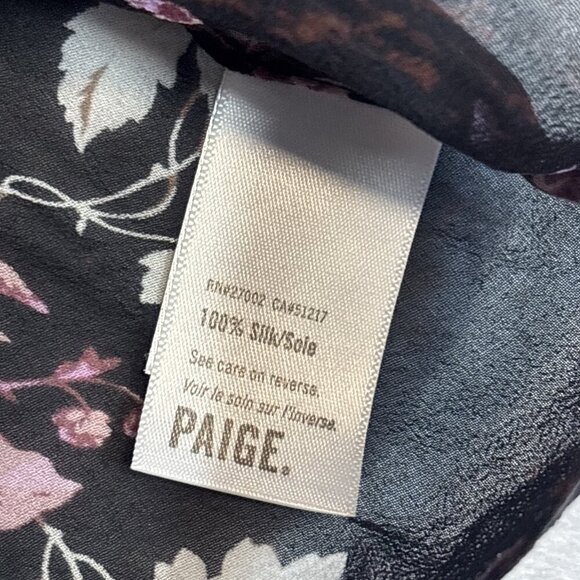 RN#27002 CA#51217
100% Silk/Soie
See care on reverse.
Voir le soin sur l'inverse.
PAIGE.